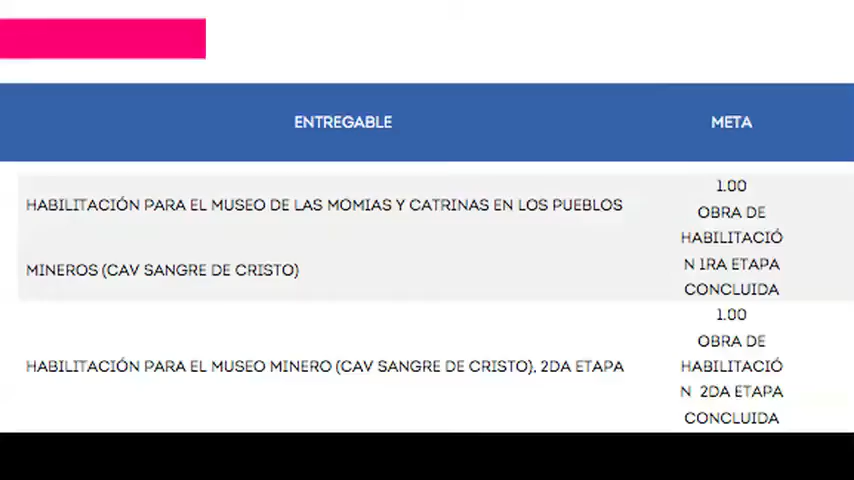 ENTREGABLE
META
HABILITACIÓN PARA EL MUSEO DE LAS MOMIAS Y CATRINAS EN LOS PUEBLOS
MINEROS (CAV SANGRE DE CRISTO)
1.00
OBRA DE
HABILITACIÓ
N 1RA ETAPA
CONCLUIDA
HABILITACIÓN PARA EL MUSEO MINERO (CAV SANGRE DE CRISTO), 2DA ETAPA
1.00
OBRA DE
HABILITACIÓ
N 2DA ETAPA
CONCLUIDA